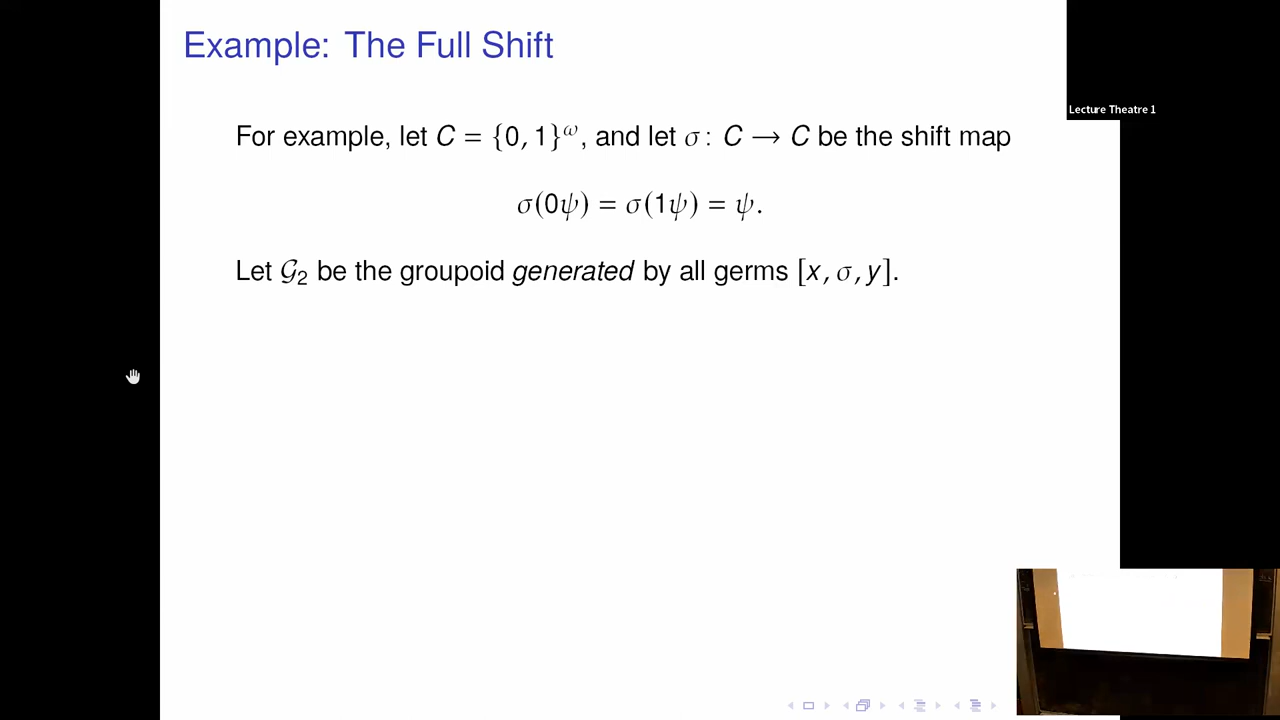 Example: The Full Shift
Lecture Theatre 1
For example, let C = {0, 1}^ω, and let σ : C → C be the shift map
σ(0ψ) = σ(1ψ) = ψ.
Let 𝒢₂ be the groupoid generated by all germs [x, σ, y].